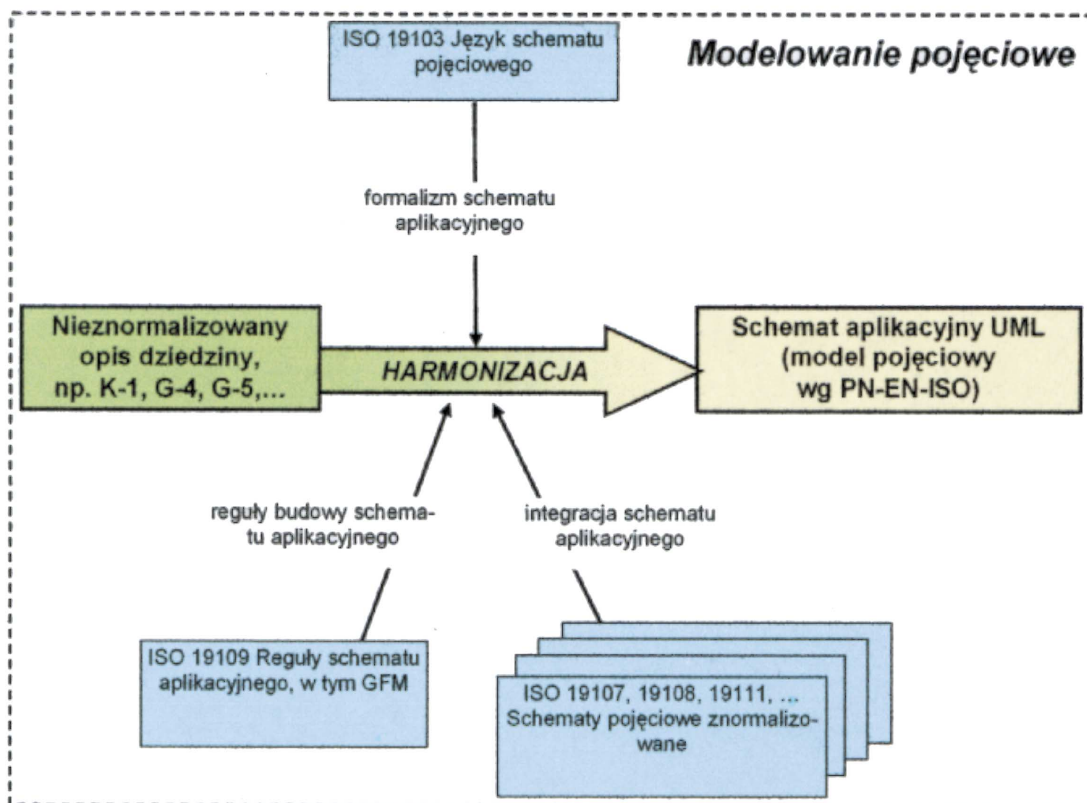 ISO 19103 Język schematu
pojęciowego
Modelowanie pojęciowe
formalizm schematu
aplikacyjnego
Nieznormalizowany
opis dziedziny,
np. K-1, G-4, G-5,...
HARMONIZACJA
Schemat aplikacyjny UML
(model pojęciowy
wg PN-EN-ISO)
reguły budowy schema-
tu aplikacyjnego
integracja schematu
aplikacyjnego
ISO 19109 Reguły schematu
aplikacyjnego, w tym GFM
ISO 19107, 19108, 19111, ...
Schematy pojęciowe znormalizo-
wane